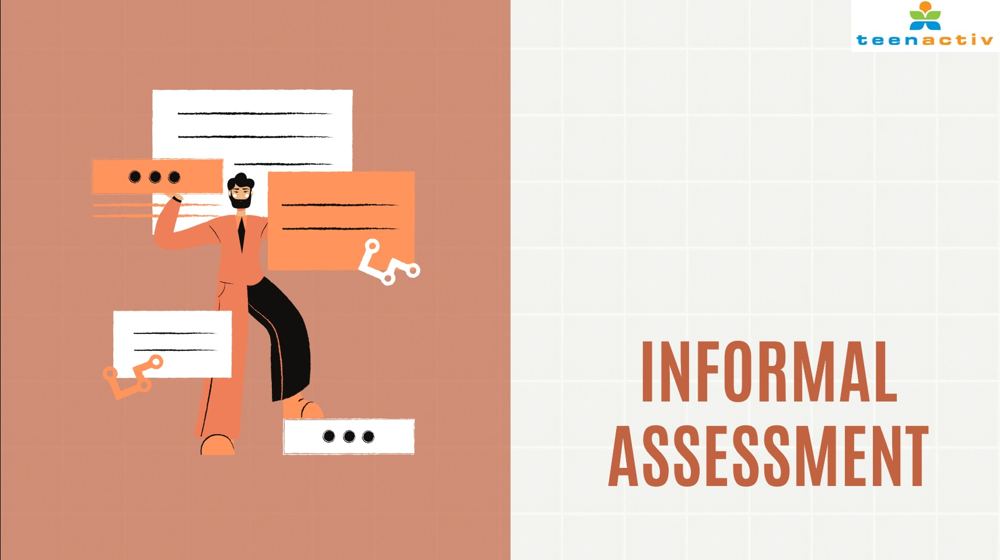 teenactiv
INFORMAL
ASSESSMENT